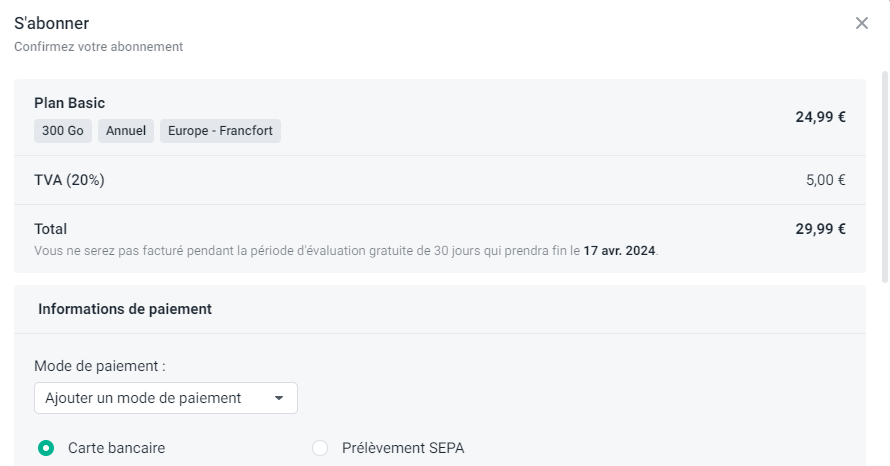 S'abonner
Confirmez votre abonnement
Plan Basic
300 Go Annuel Europe - Francfort
24,99 €
TVA (20%) 5,00 €
Total 29,99 €
Vous ne serez pas facturé pendant la période d'évaluation gratuite de 30 jours qui prendra fin le 17 avr. 2024.
Informations de paiement
Mode de paiement :
Ajouter un mode de paiement
Carte bancaire Prélèvement SEPA